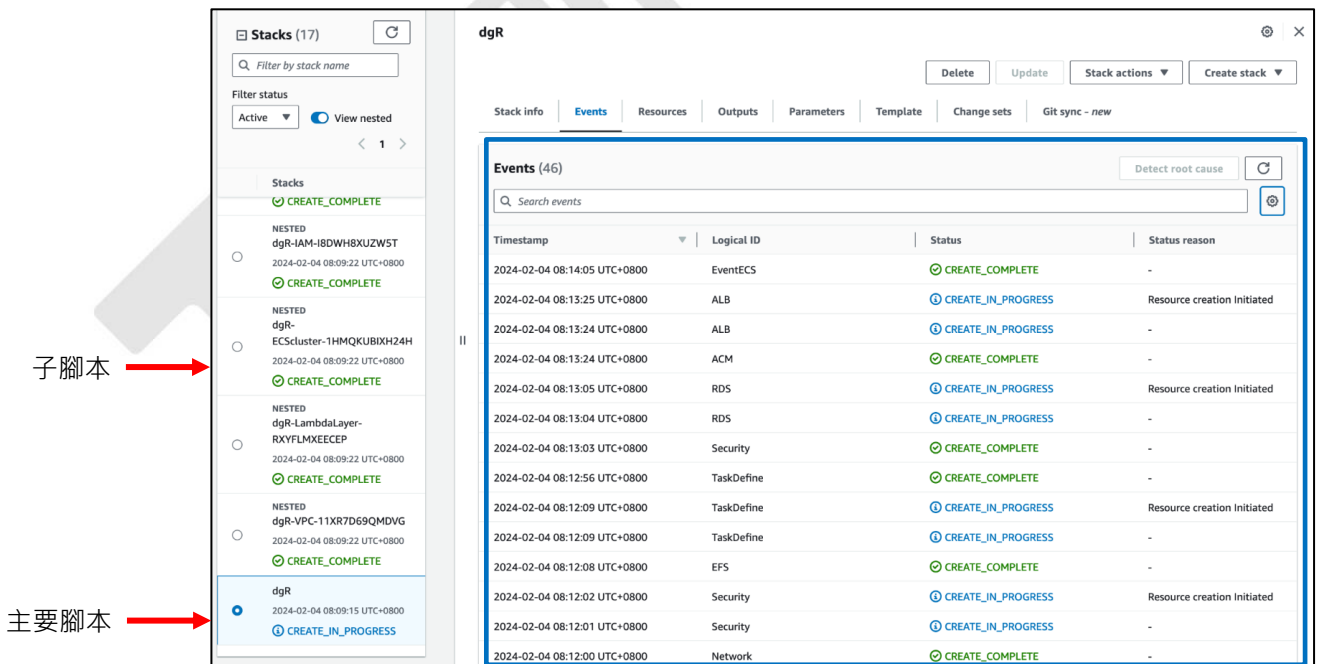 Stacks (17)
Filter by stack name
Filter status
Active
View nested
1
Stacks
CREATE_COMPLETE
NESTED
dgR-IAM-I8DWH8XUZW5T
2024-02-04 08:09:22 UTC+0800
CREATE_COMPLETE
NESTED
dgR-
ECScluster-1HMQKUBIXH24H
2024-02-04 08:09:22 UTC+0800
CREATE_COMPLETE
NESTED
dgR-LambdaLayer-
RXYFLMXEECEP
2024-02-04 08:09:22 UTC+0800
CREATE_COMPLETE
NESTED
dgR-VPC-11XR7D69QMDVG
2024-02-04 08:09:22 UTC+0800
CREATE_COMPLETE
dgR
2024-02-04 08:09:15 UTC+0800
CREATE_IN_PROGRESS
子腳本
主要腳本
dgR
Delete Update Stack actions Create stack
Stack info Events Resources Outputs Parameters Template Change sets Git sync - new
Events (46)
Detect root cause
Search events
Timestamp Logical ID Status Status reason
2024-02-04 08:14:05 UTC+0800 EventECS CREATE_COMPLETE -
2024-02-04 08:13:25 UTC+0800 ALB CREATE_IN_PROGRESS Resource creation Initiated
2024-02-04 08:13:24 UTC+0800 ALB CREATE_IN_PROGRESS -
2024-02-04 08:13:24 UTC+0800 ACM CREATE_COMPLETE -
2024-02-04 08:13:05 UTC+0800 RDS CREATE_IN_PROGRESS Resource creation Initiated
2024-02-04 08:13:04 UTC+0800 RDS CREATE_IN_PROGRESS -
2024-02-04 08:13:03 UTC+0800 Security CREATE_COMPLETE -
2024-02-04 08:12:56 UTC+0800 TaskDefine CREATE_COMPLETE -
2024-02-04 08:12:09 UTC+0800 TaskDefine CREATE_IN_PROGRESS Resource creation Initiated
2024-02-04 08:12:09 UTC+0800 TaskDefine CREATE_IN_PROGRESS -
2024-02-04 08:12:08 UTC+0800 EFS CREATE_COMPLETE -
2024-02-04 08:12:02 UTC+0800 Security CREATE_IN_PROGRESS Resource creation Initiated
2024-02-04 08:12:01 UTC+0800 Security CREATE_IN_PROGRESS -
2024-02-04 08:12:00 UTC+0800 Network CREATE_COMPLETE -